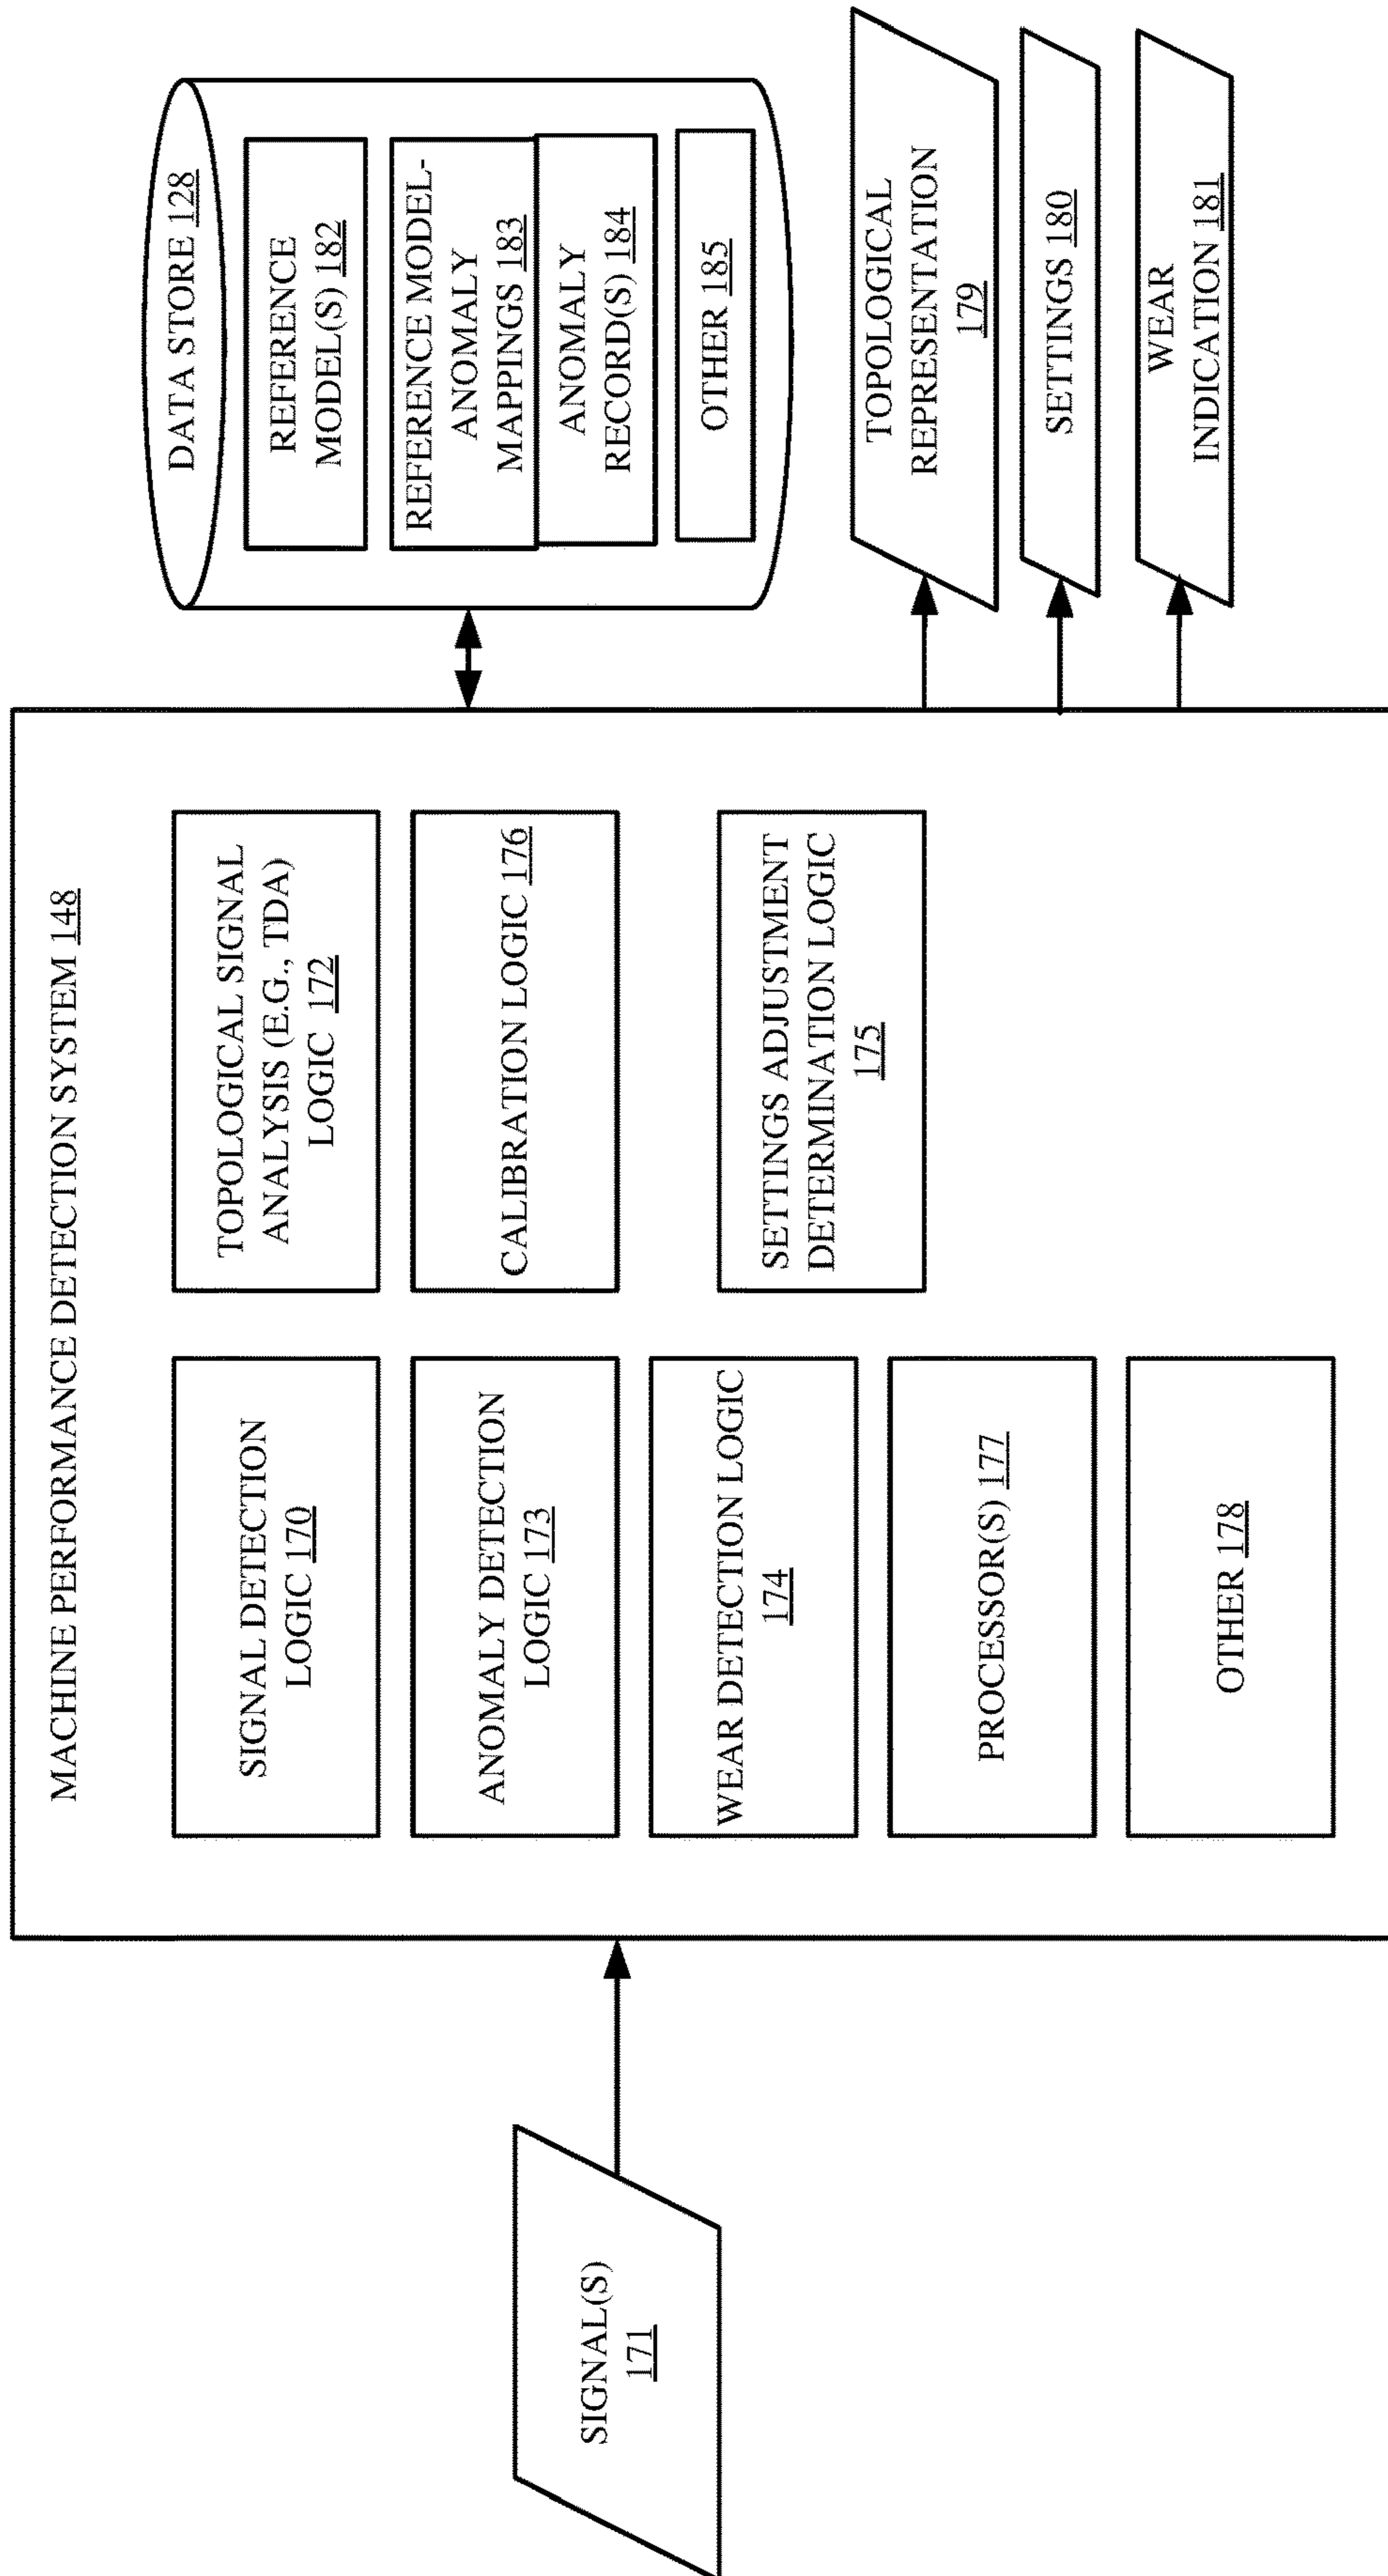 MACHINE PERFORMANCE DETECTION SYSTEM 148
SIGNAL(S)
171
SIGNAL DETECTION
LOGIC 170
TOPOLOGICAL SIGNAL
ANALYSIS (E.G., TDA)
LOGIC 172
ANOMALY DETECTION
LOGIC 173
CALIBRATION LOGIC 176
WEAR DETECTION LOGIC
174
SETTINGS ADJUSTMENT
DETERMINATION LOGIC
175
PROCESSOR(S) 177
OTHER 178
DATA STORE 128
REFERENCE
MODEL(S) 182
REFERENCE MODEL-
ANOMALY
MAPPINGS 183
ANOMALY
RECORD(S) 184
OTHER 185
TOPOLOGICAL
REPRESENTATION
179
SETTINGS 180
WEAR
INDICATION 181